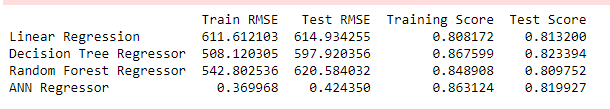 Train RMSE Test RMSE Training Score Test Score
Linear Regression 611.612103 614.934255 0.808172 0.813200
Decision Tree Regressor 508.120305 597.920356 0.867599 0.823394
Random Forest Regressor 542.802536 620.584032 0.848908 0.809752
ANN Regressor 0.369968 0.424350 0.863124 0.819927